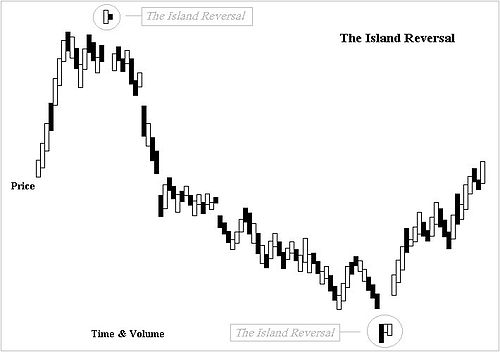 The Island Reversal
The Island Reversal
Price
Time & Volume
The Island Reversal